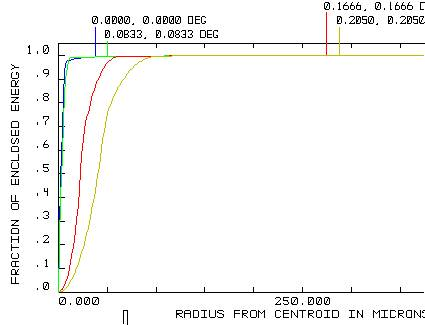 0.1666, 0.1666 D
0.0000, 0.0000 DEG
0.2050, 0.2050
0.0833, 0.0833 DEG
1.0
.9
.8
.7
.6
.5
.4
.3
.2
.1
.0
FRACTION OF ENCLOSED ENERGY
0.000
250.000
RADIUS FROM CENTROID IN MICRONS